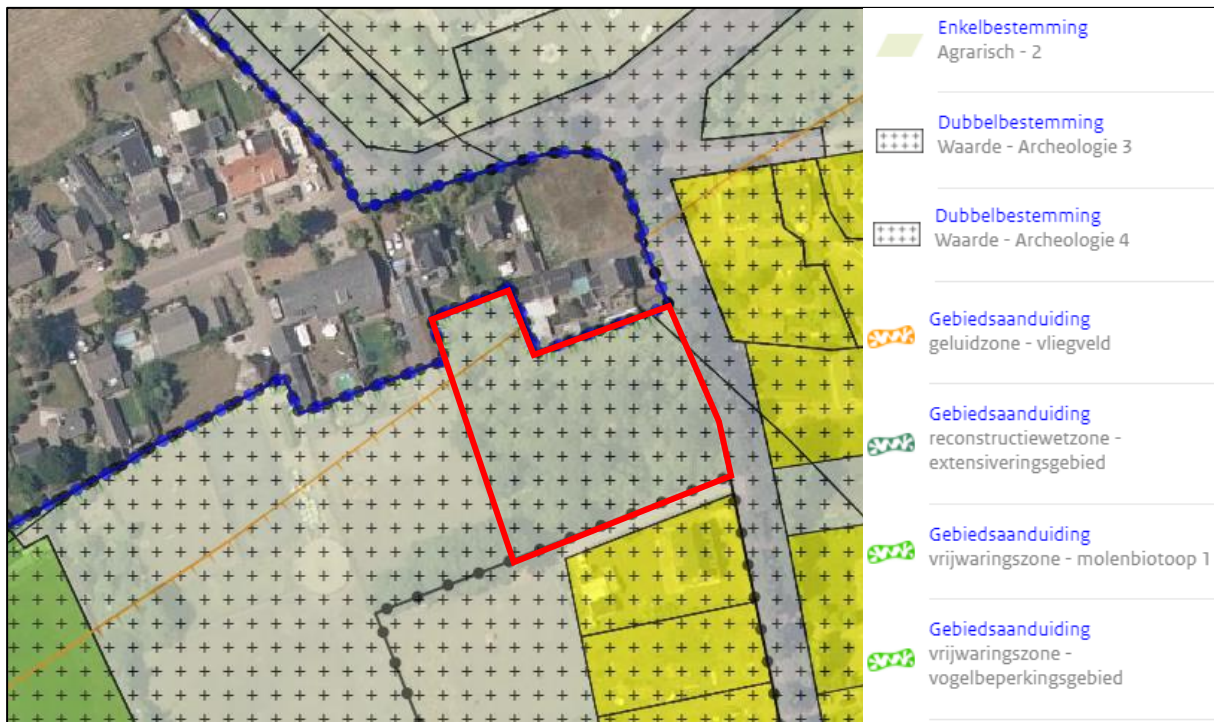 Enkelbestemming
Agrarisch - 2
Dubbelbestemming
Waarde - Archeologie 3
Dubbelbestemming
Waarde - Archeologie 4
Gebiedsaanduiding
geluidzone - vliegveld
Gebiedsaanduiding
reconstructiewetzone -
extensiveringsgebied
Gebiedsaanduiding
vrijwaringszone - molenbiotoop 1
Gebiedsaanduiding
vrijwaringszone -
vogelbeperkingsgebied